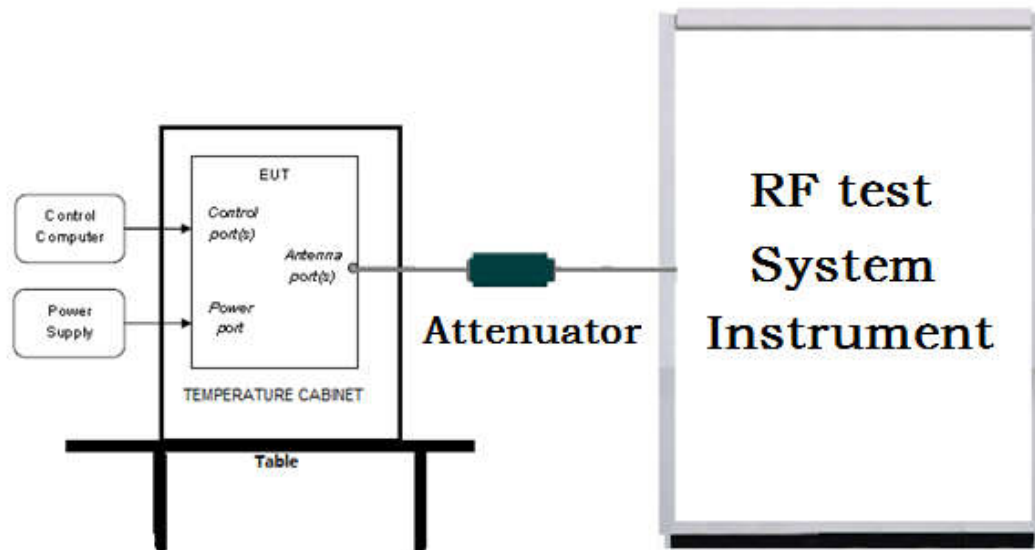 EUT
Control
Computer
Control
port(s)
Antenna
port(s)
Power
Supply
Power
port
TEMPERATURE CABINET
Table
Attenuator
RF test
System
Instrument